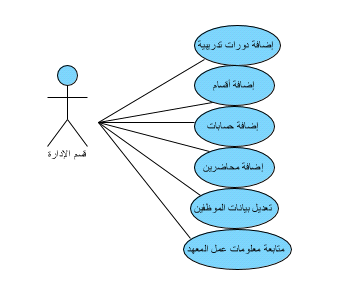 إضافة دورات تدريبية
إضافة أقسام
إضافة حسابات
إضافة محاضرين
تعديل بيانات الموظفين
متابعة معلومات عمل المعهد
قسم الإدارة